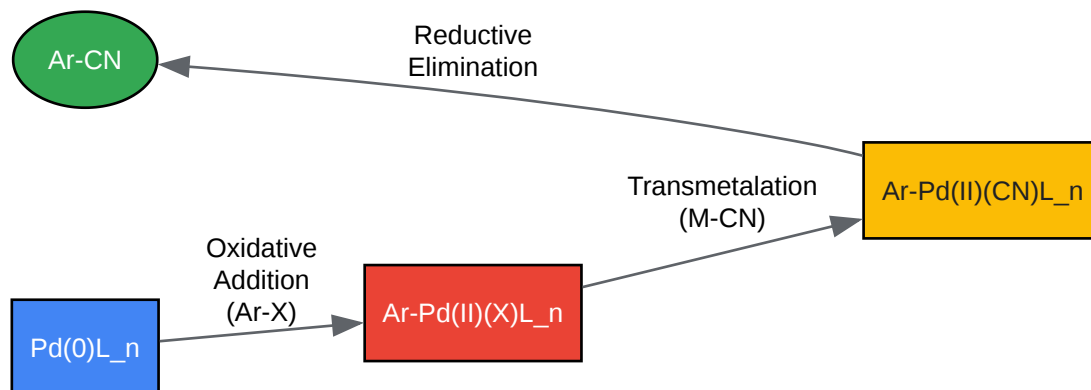 Ar-CN
Reductive
Elimination
Ar-Pd(II)(CN)L_n
Transmetalation
(M-CN)
Oxidative
Addition
(Ar-X)
Ar-Pd(II)(X)L_n
Pd(0)L_n